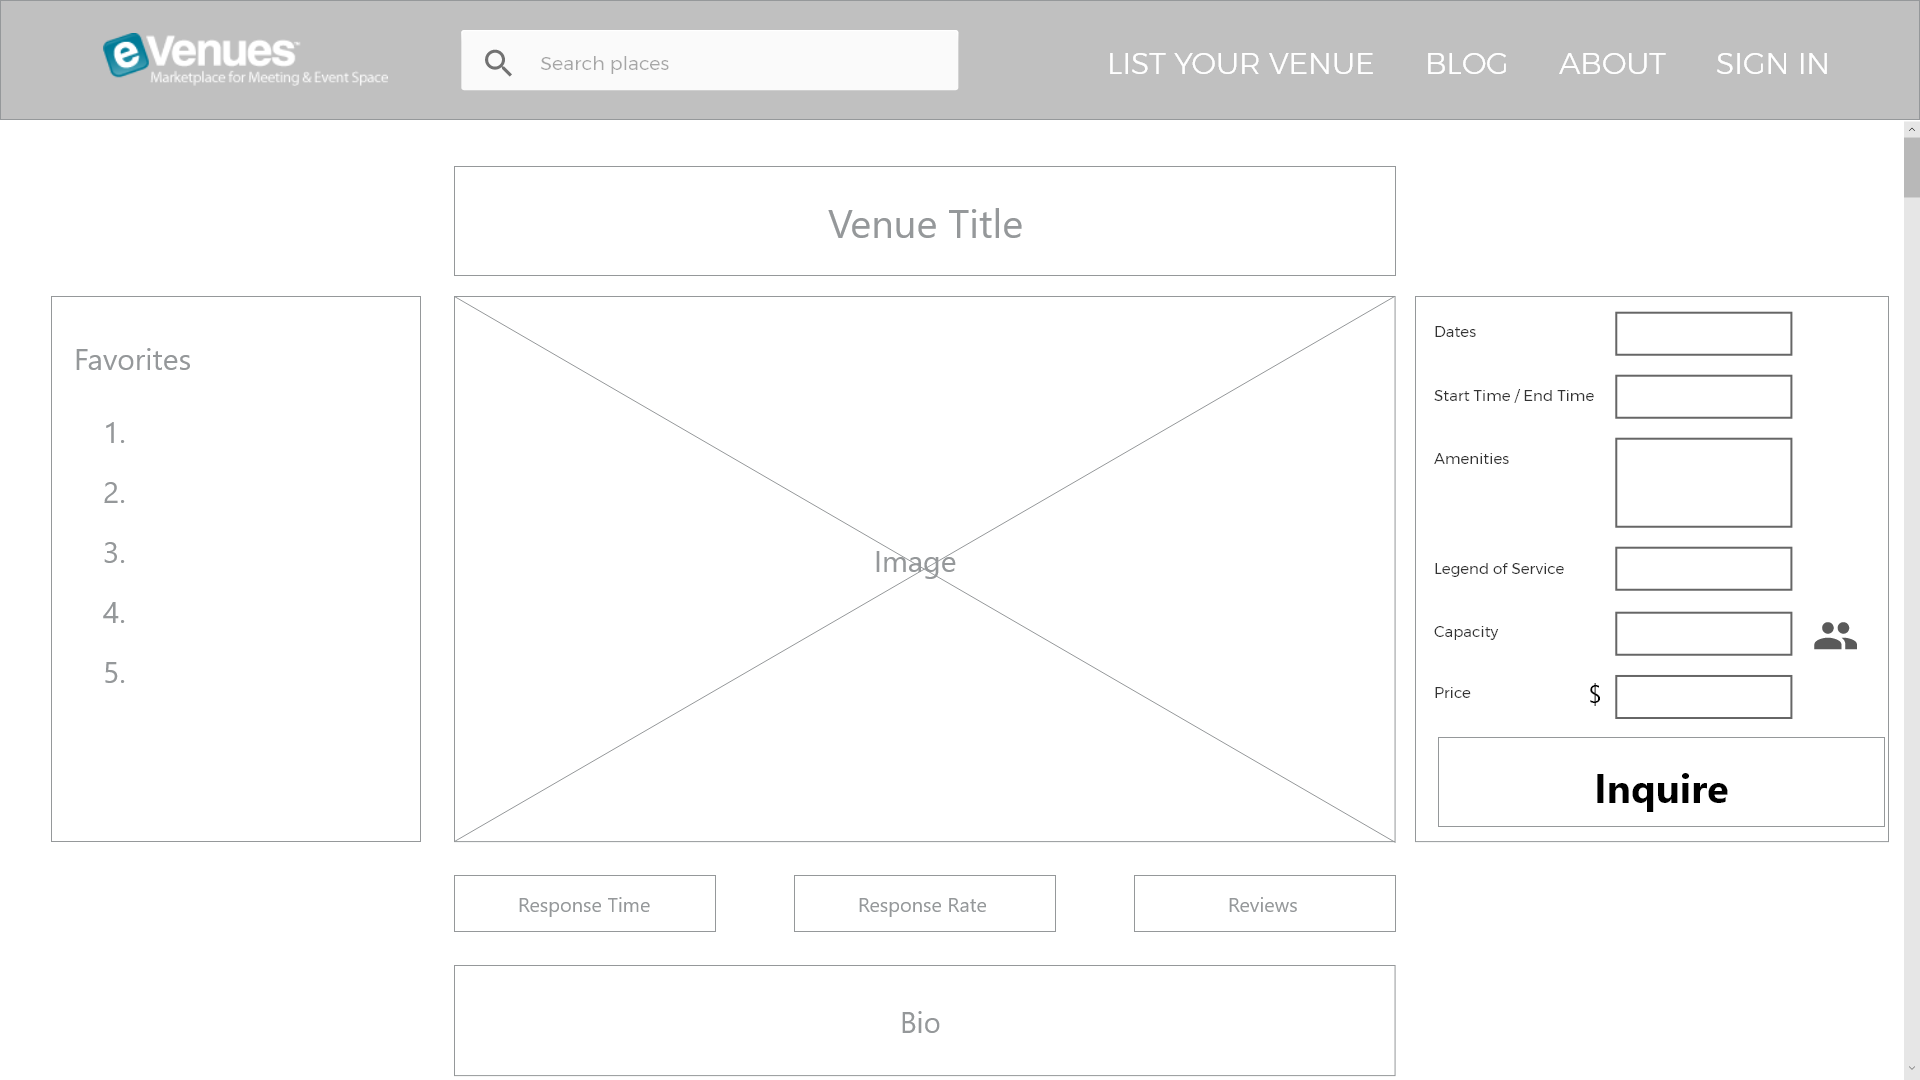 eVenues™
Marketplace for Meeting & Event Space
Search places
LIST YOUR VENUE
BLOG
ABOUT
SIGN IN
Venue Title
Favorites
1.
2.
3.
4.
5.
Image
Dates
Start Time / End Time
Amenities
Legend of Service
Capacity
Price
$
Inquire
Response Time
Response Rate
Reviews
Bio